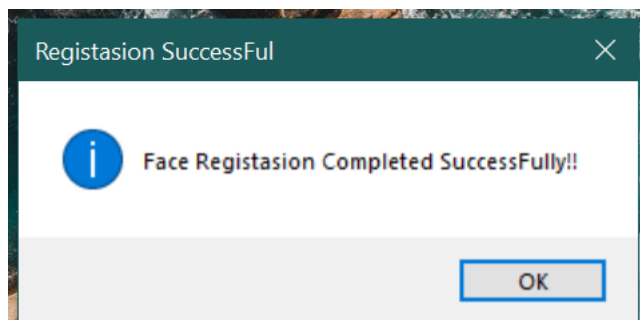 Registasion SuccessFul
Face Registasion Completed SuccessFully!!
OK